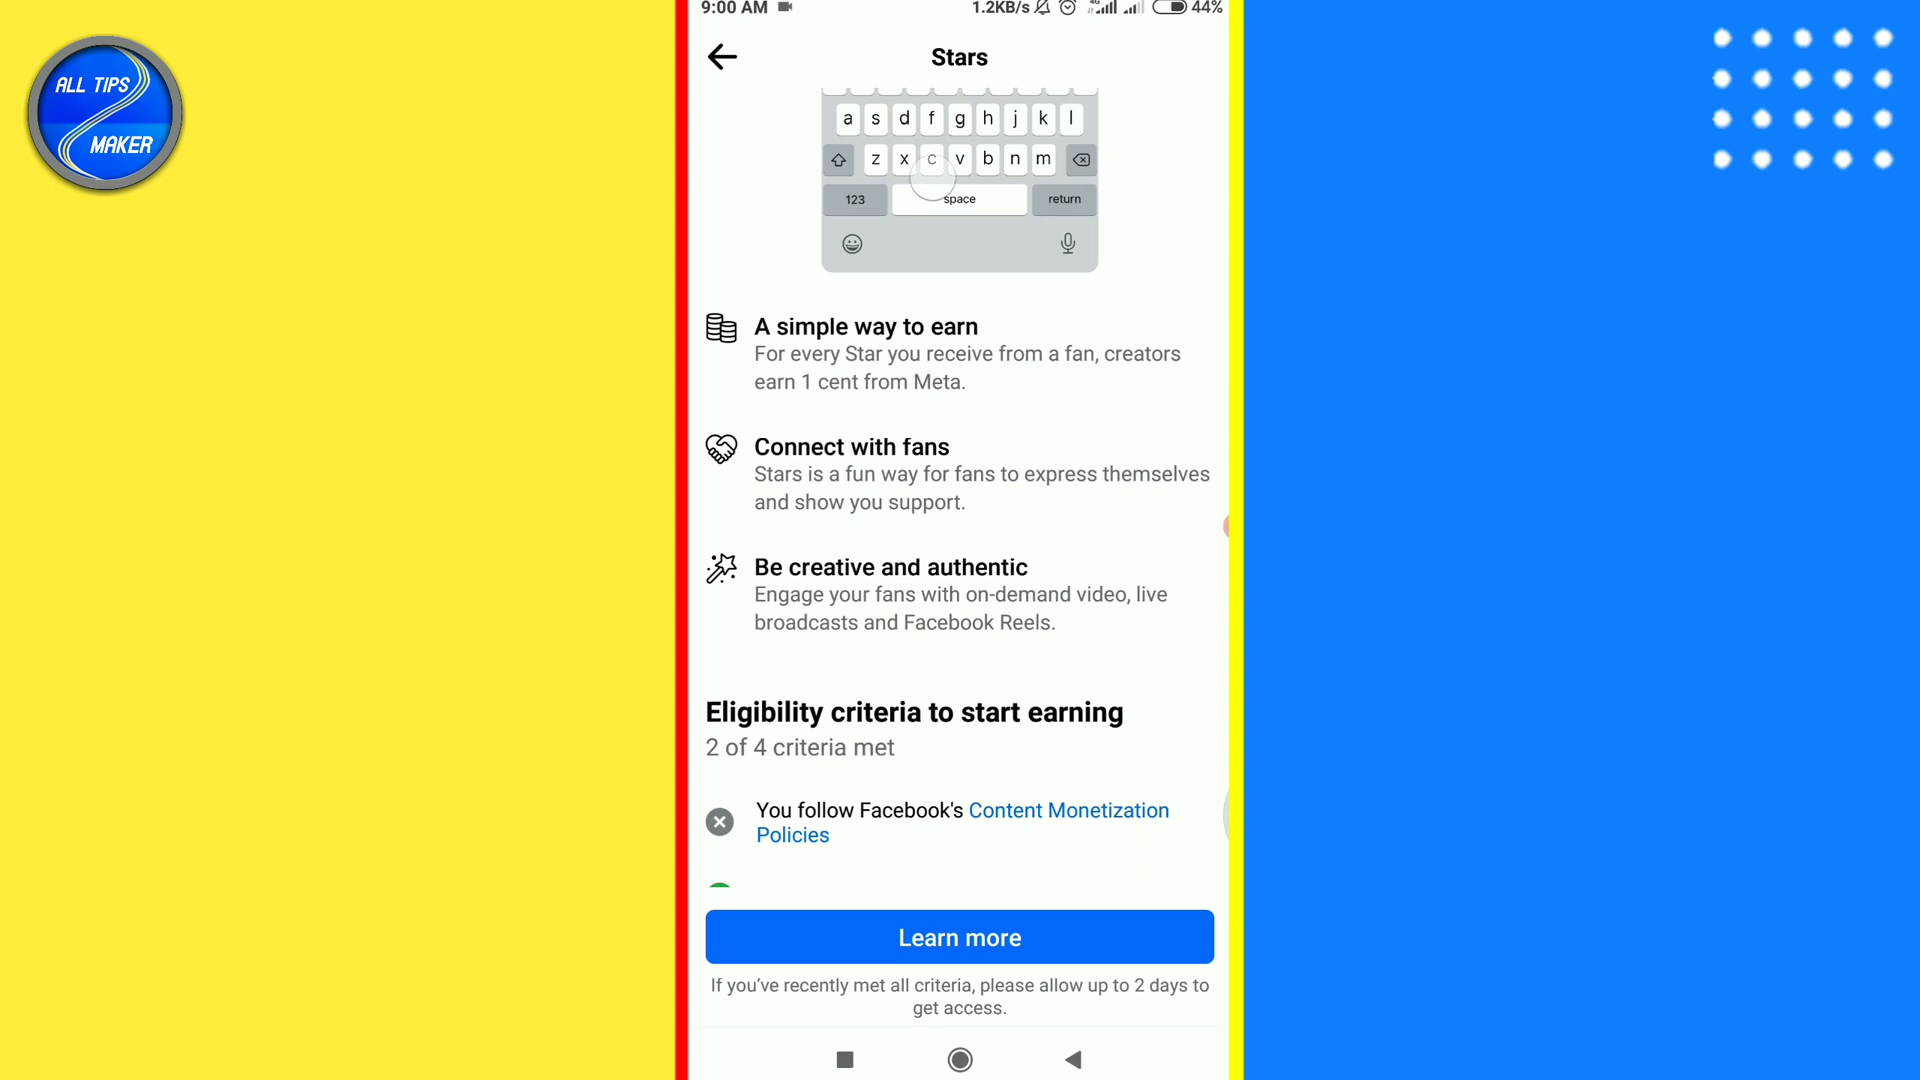 ALL TIPS
MAKER
9:00 AM 1.2KB/s 4G 44%
Stars
a s d f g h j k l
z x c v b n m
123 space return
A simple way to earn
For every Star you receive from a fan, creators
earn 1 cent from Meta.
Connect with fans
Stars is a fun way for fans to express themselves
and show you support.
Be creative and authentic
Engage your fans with on-demand video, live
broadcasts and Facebook Reels.
Eligibility criteria to start earning
2 of 4 criteria met
You follow Facebook's Content Monetization
Policies
Learn more
If you’ve recently met all criteria, please allow up to 2 days to
get access.